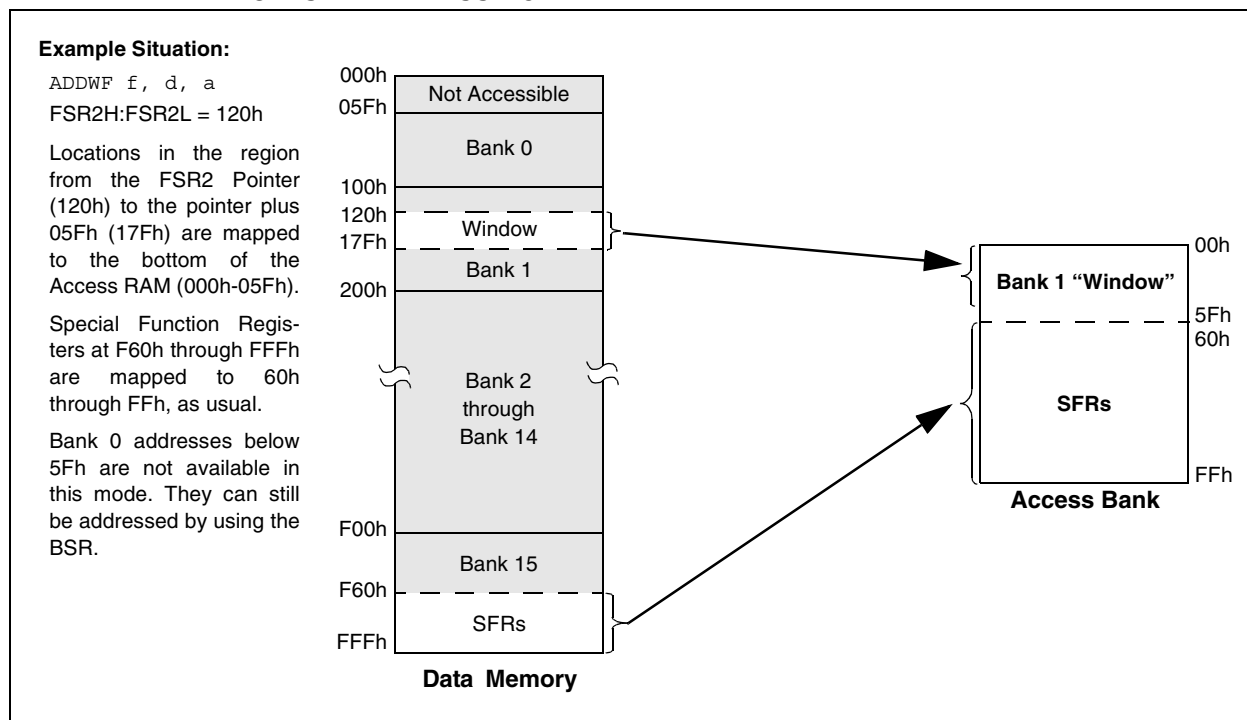 Example Situation:
ADDWF f, d, a
FSR2H:FSR2L = 120h
Locations in the region
from the FSR2 Pointer
(120h) to the pointer plus
05Fh (17Fh) are mapped
to the bottom of the
Access RAM (000h-05Fh).
Special Function Regis-
ters at F60h through FFFh
are mapped to 60h
through FFh, as usual.
Bank 0 addresses below
5Fh are not available in
this mode. They can still
be addressed by using the
BSR.
000h
Not Accessible
05Fh
Bank 0
100h
120h
Window
17Fh
Bank 1
200h
Bank 2
through
Bank 14
F00h
Bank 15
F60h
SFRs
FFFh
Data Memory
00h
Bank 1 “Window”
5Fh
60h
SFRs
FFh
Access Bank